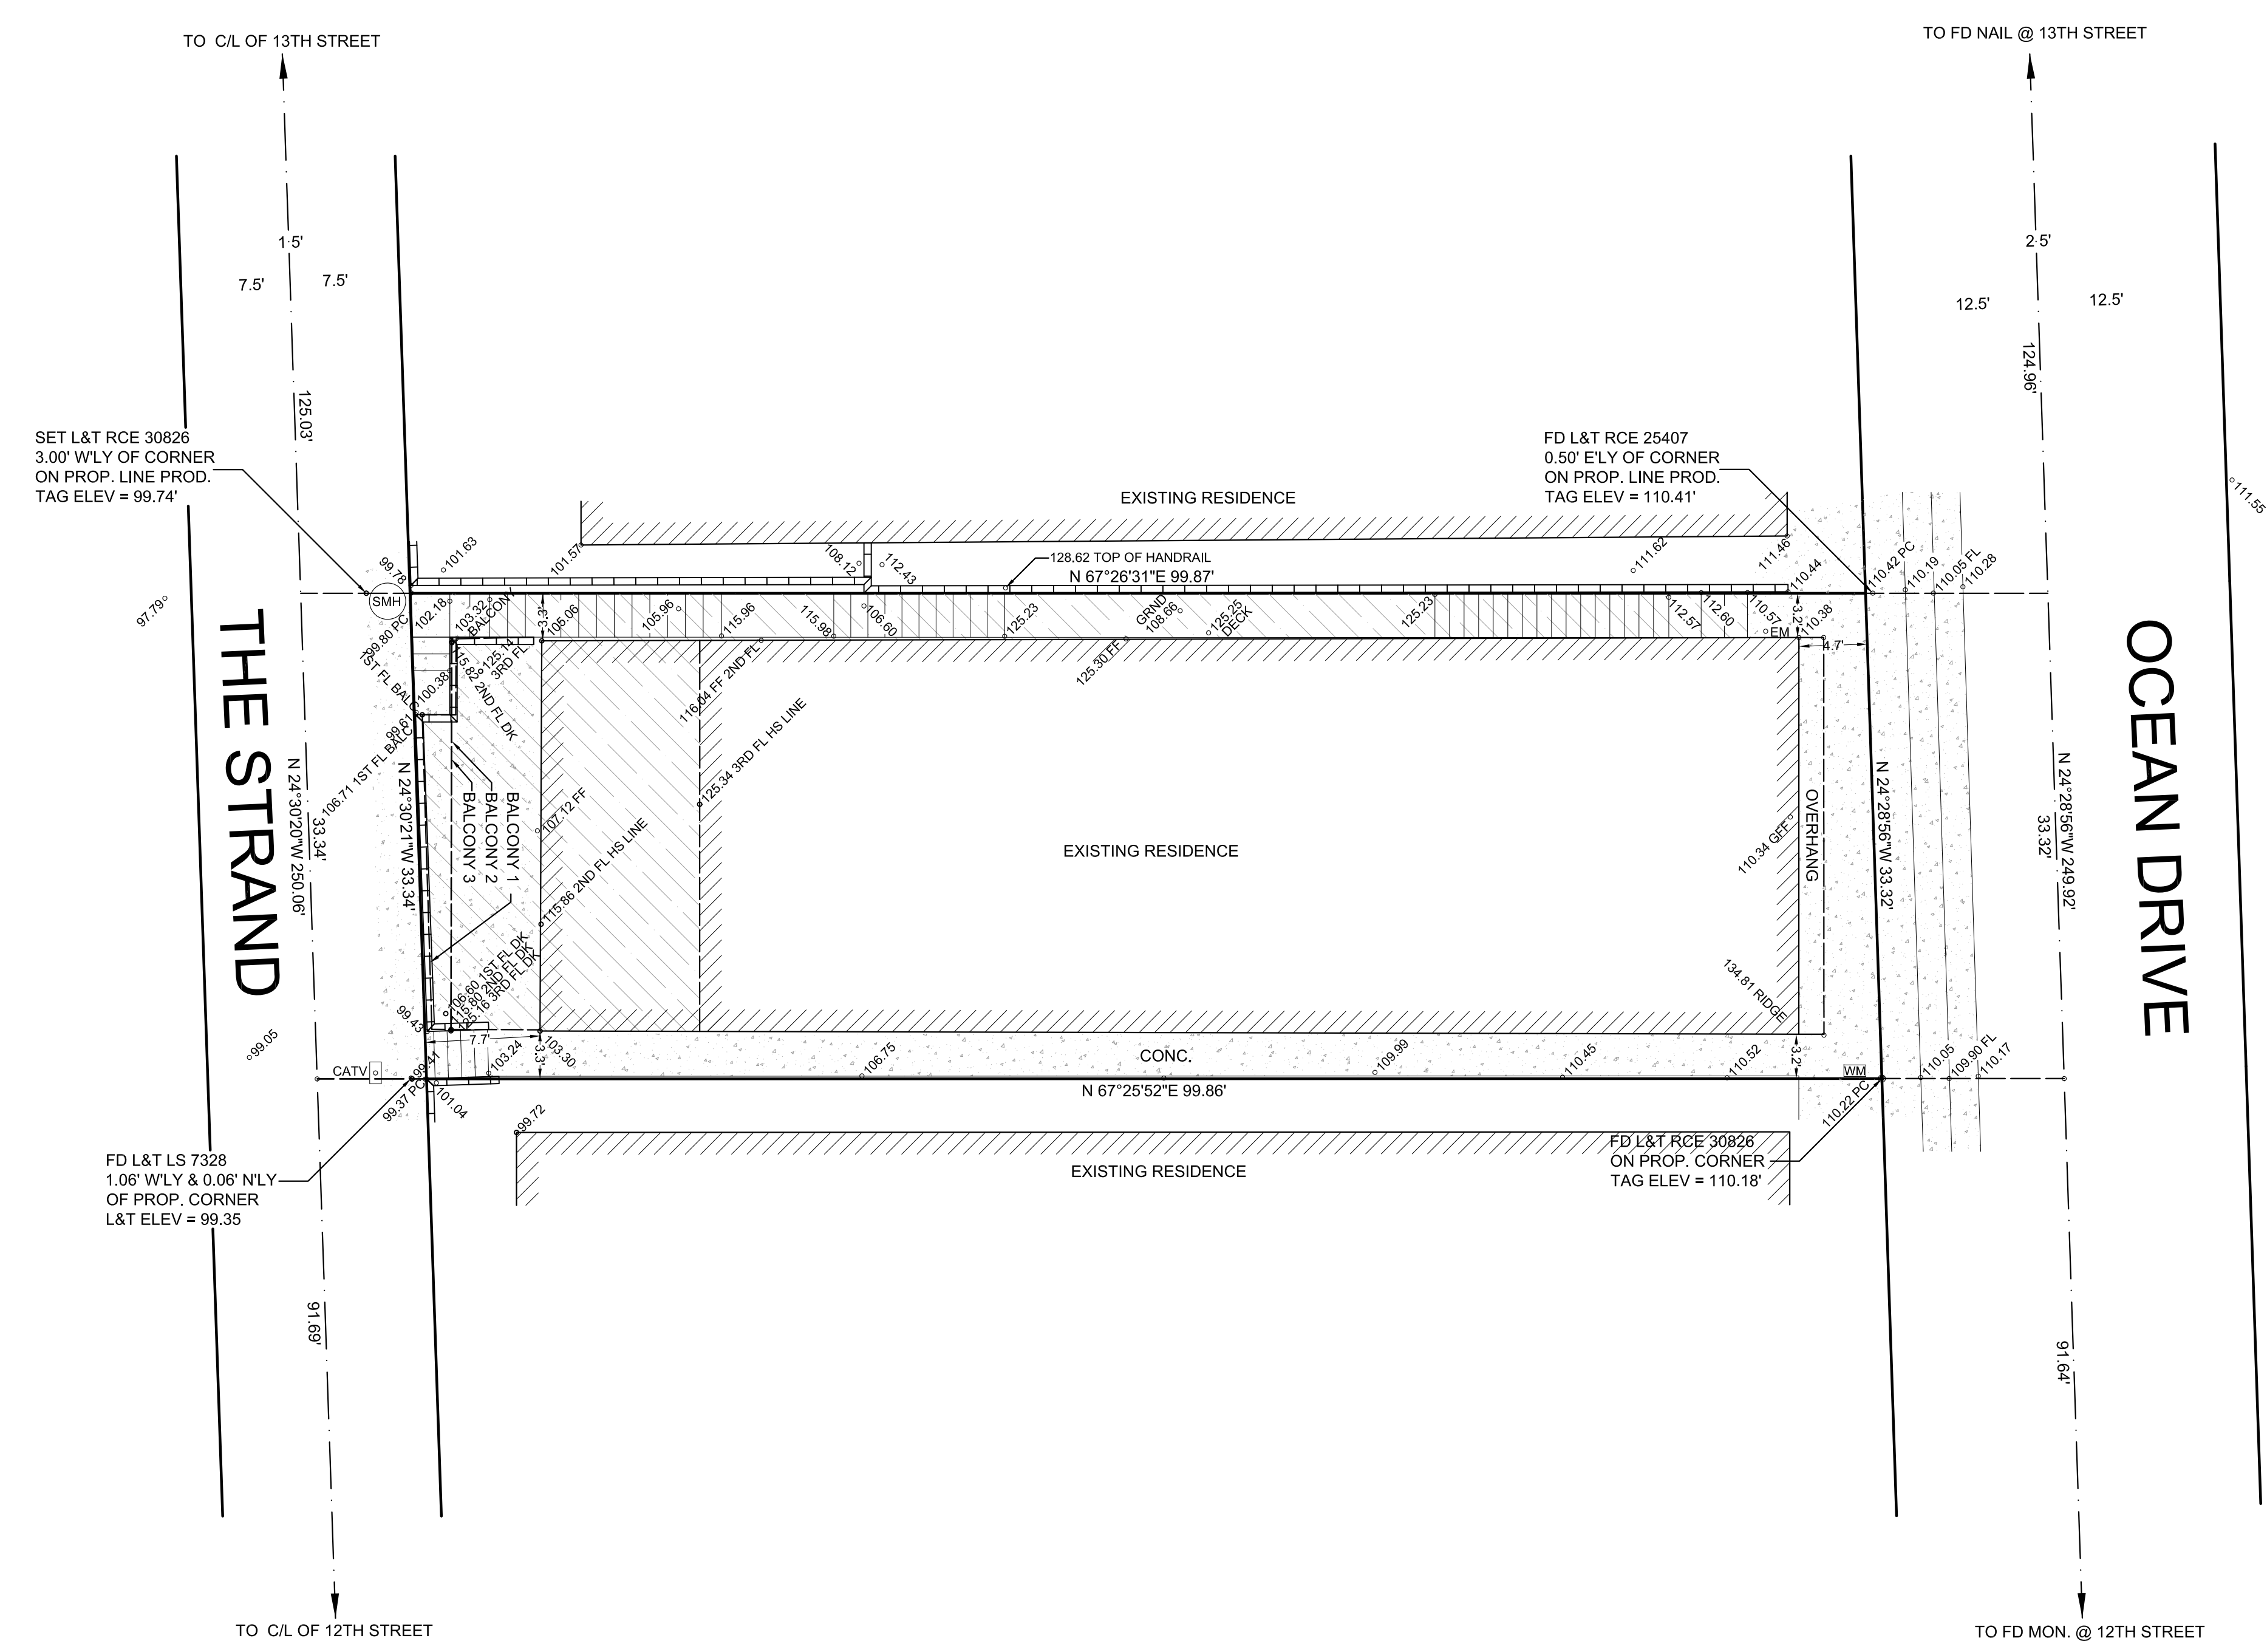 TO C/L OF 13TH STREET
TO FD NAIL @ 13TH STREET
15'
7.5'
7.5'
25'
12.5'
12.5'
125.03'
124.96'
SET L&T RCE 30826
3.00' W'LY OF CORNER
ON PROP. LINE PROD.
TAG ELEV = 99.74'
FD L&T RCE 25407
0.50' E'LY OF CORNER
ON PROP. LINE PROD.
TAG ELEV = 110.41'
111.55
EXISTING RESIDENCE
99.78
101.63
101.57
108.12
112.43
128.62 TOP OF HANDRAIL
N 67°26'31"E 99.87'
111.62
111.46
110.44
110.42 PC
110.19
110.05 FL
110.28
97.79
SMH
99.80 PC
102.18
103.32
BALCONY
3.3'
105.06
105.96
115.96
115.98
106.60
125.23
GRND
108.66
125.25
DECK
125.23
112.57
112.60
110.57
EM
3.2'
110.38
4.7'
1ST FL BALC
100.38
115.82 2ND FL DK
125.14
3RD FL
99.61
106.71 1ST FL BALC
116.04 FF 2ND FL
125.30 FF
125.34 3RD FL HS LINE
THE STRAND
N 24°30'20"W 250.06'
33.34'
N 24°30'21"W 33.34'
BALCONY 1
BALCONY 2
BALCONY 3
107.12 FF
115.86 2ND FL HS LINE
EXISTING RESIDENCE
110.34 GFF
OVERHANG
N 24°28'56"W 33.32'
N 24°28'56"W 249.92'
33.32'
OCEAN DRIVE
106.60 1ST FL DK
115.80 2ND FL DK
125.16 3RD FL DK
134.81 RIDGE
99.43
99.05
7.7'
103.24
3.3'
103.30
CONC.
106.75
109.99
110.45
110.52
3.2'
WM
110.05
109.90 FL
110.17
CATV
99.41
99.37 PC
101.04
N 67°25'52"E 99.86'
110.22 PC
99.72
EXISTING RESIDENCE
FD L&T RCE 30826
ON PROP. CORNER
TAG ELEV = 110.18'
FD L&T LS 7328
1.06' W'LY & 0.06' N'LY
OF PROP. CORNER
L&T ELEV = 99.35
91.69'
91.64'
TO C/L OF 12TH STREET
TO FD MON. @ 12TH STREET